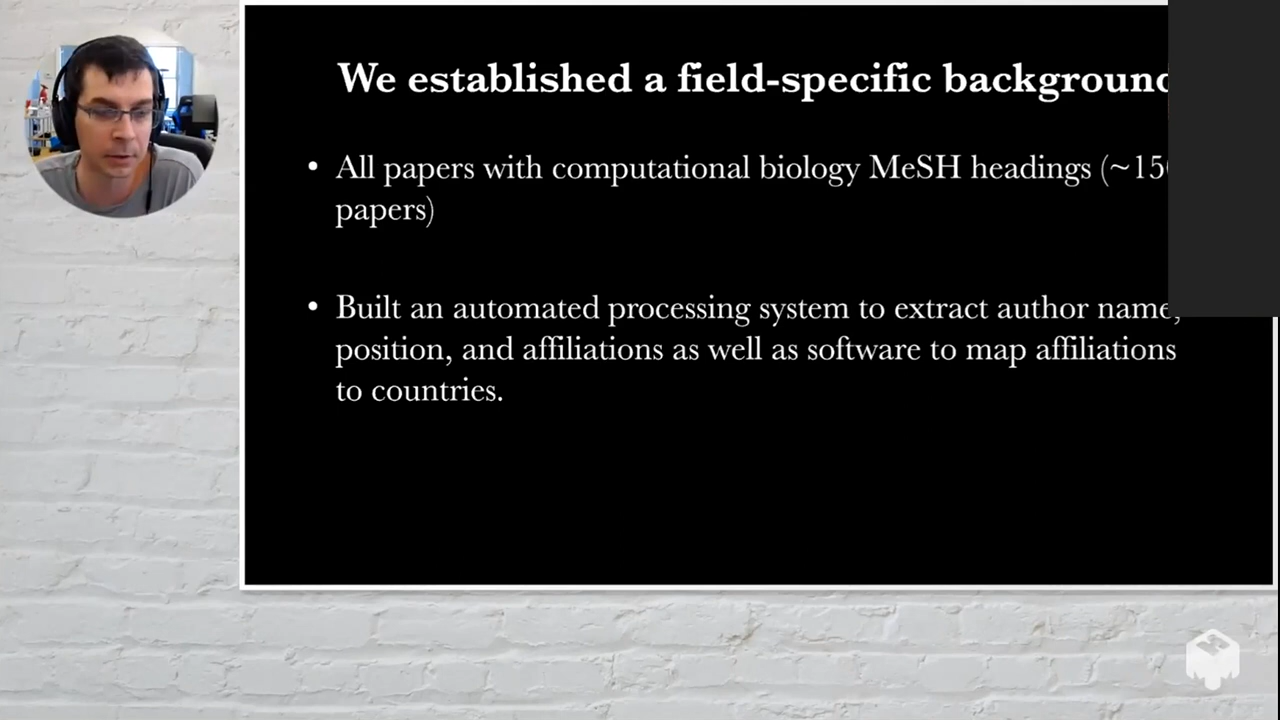 We established a field-specific background
• All papers with computational biology MeSH headings (~15
papers)
• Built an automated processing system to extract author name,
position, and affiliations as well as software to map affiliations
to countries.